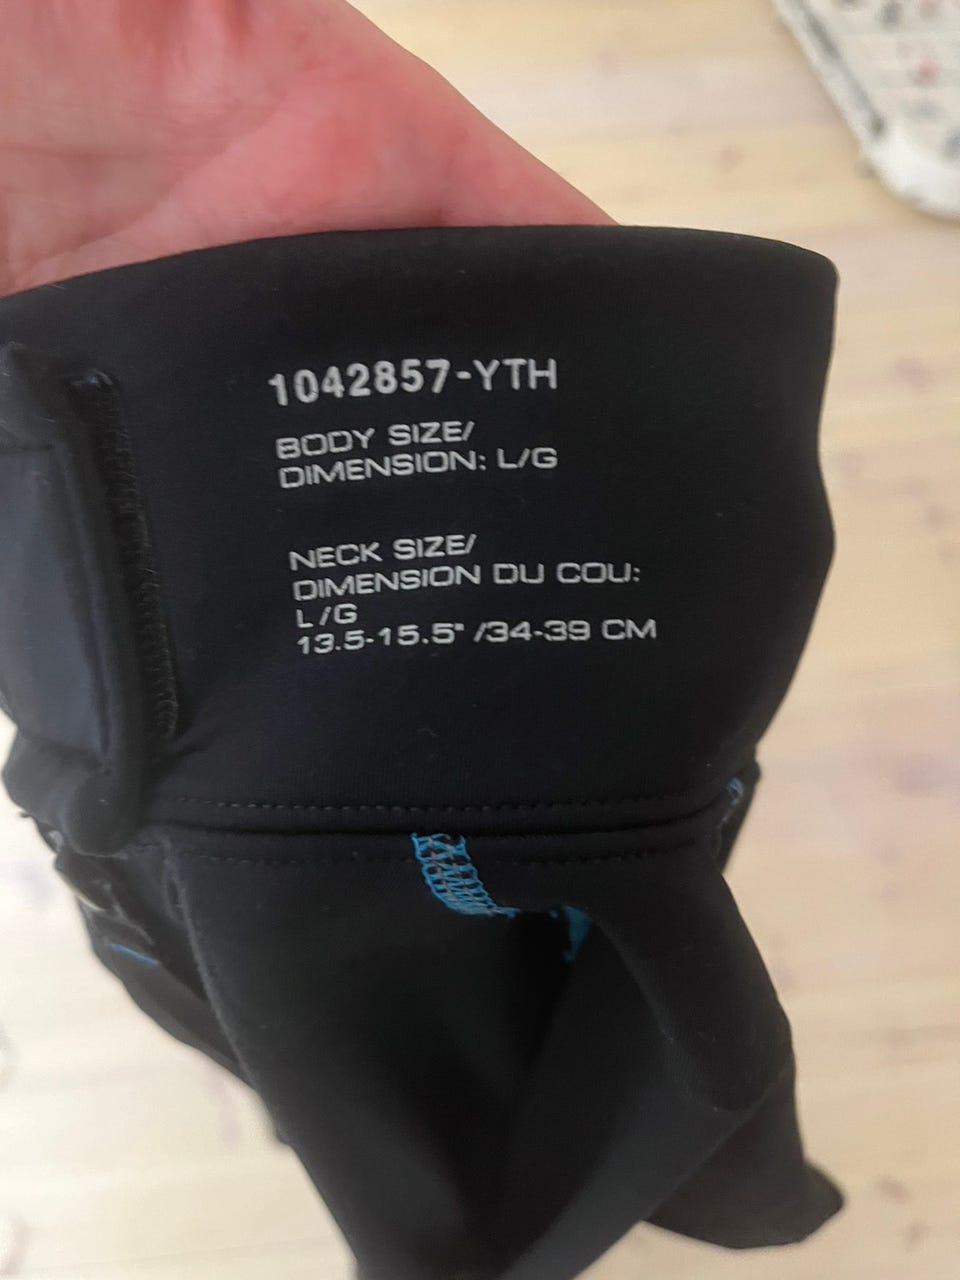 1042857-YTH
BODY SIZE/
DIMENSION: L/G
NECK SIZE/
DIMENSION DU COU:
L/G
13.5-15.5" /34-39 CM